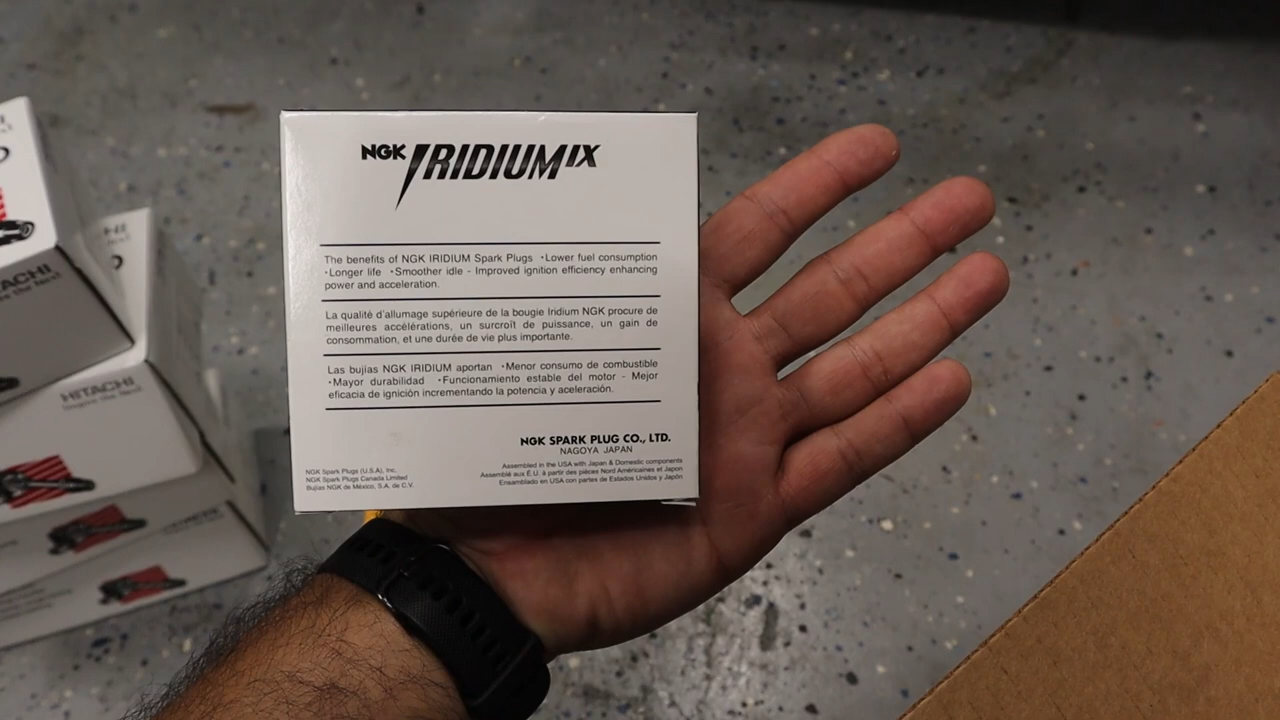 NGK IRIDIUM IX
The benefits of NGK IRIDIUM Spark Plugs •Lower fuel consumption
•Longer life •Smoother idle - Improved ignition efficiency enhancing
power and acceleration.
La qualité d'allumage supérieure de la bougie Iridium NGK procure de
meilleures accélérations, un surcroît de puissance, un gain de
consommation, et une durée de vie plus importante.
Las bujías NGK IRIDIUM aportan •Menor consumo de combustible
•Mayor durabilidad •Funcionamiento estable del motor - Mejor
eficacia de ignición incrementando la potencia y aceleración.
NGK SPARK PLUG CO., LTD.
NAGOYA JAPAN
Assembled in the USA with Japan & Domestic components
Assemblé aux É.U. à partir des pièces Nord Américaines et Japon
Ensamblado en USA con partes de Estados Unidos y Japón
NGK Spark Plugs (U.S.A), Inc.
NGK Spark Plugs Canada Limited
Bujías NGK de México, S.A. de C.V.
HITACHI
Inspire the Next